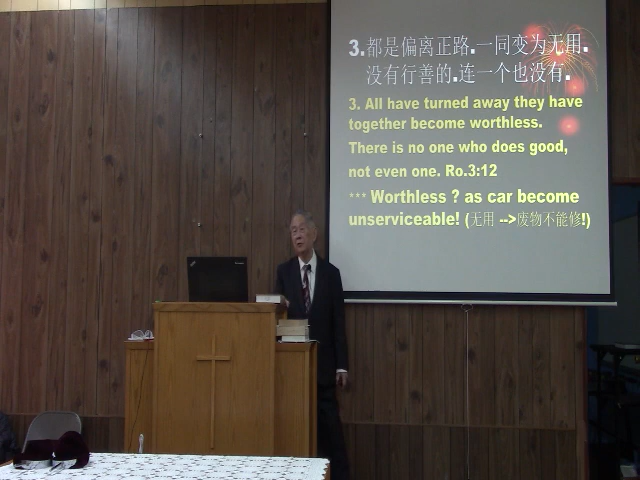 3.都是偏离正路.一同变为无用.
没有行善的.连一个也没有.
3. All have turned away they have
together become worthless.
There is no one who does good,
not even one. Ro.3:12
*** Worthless ? as car become
unserviceable! (无用 -->废物不能修!)